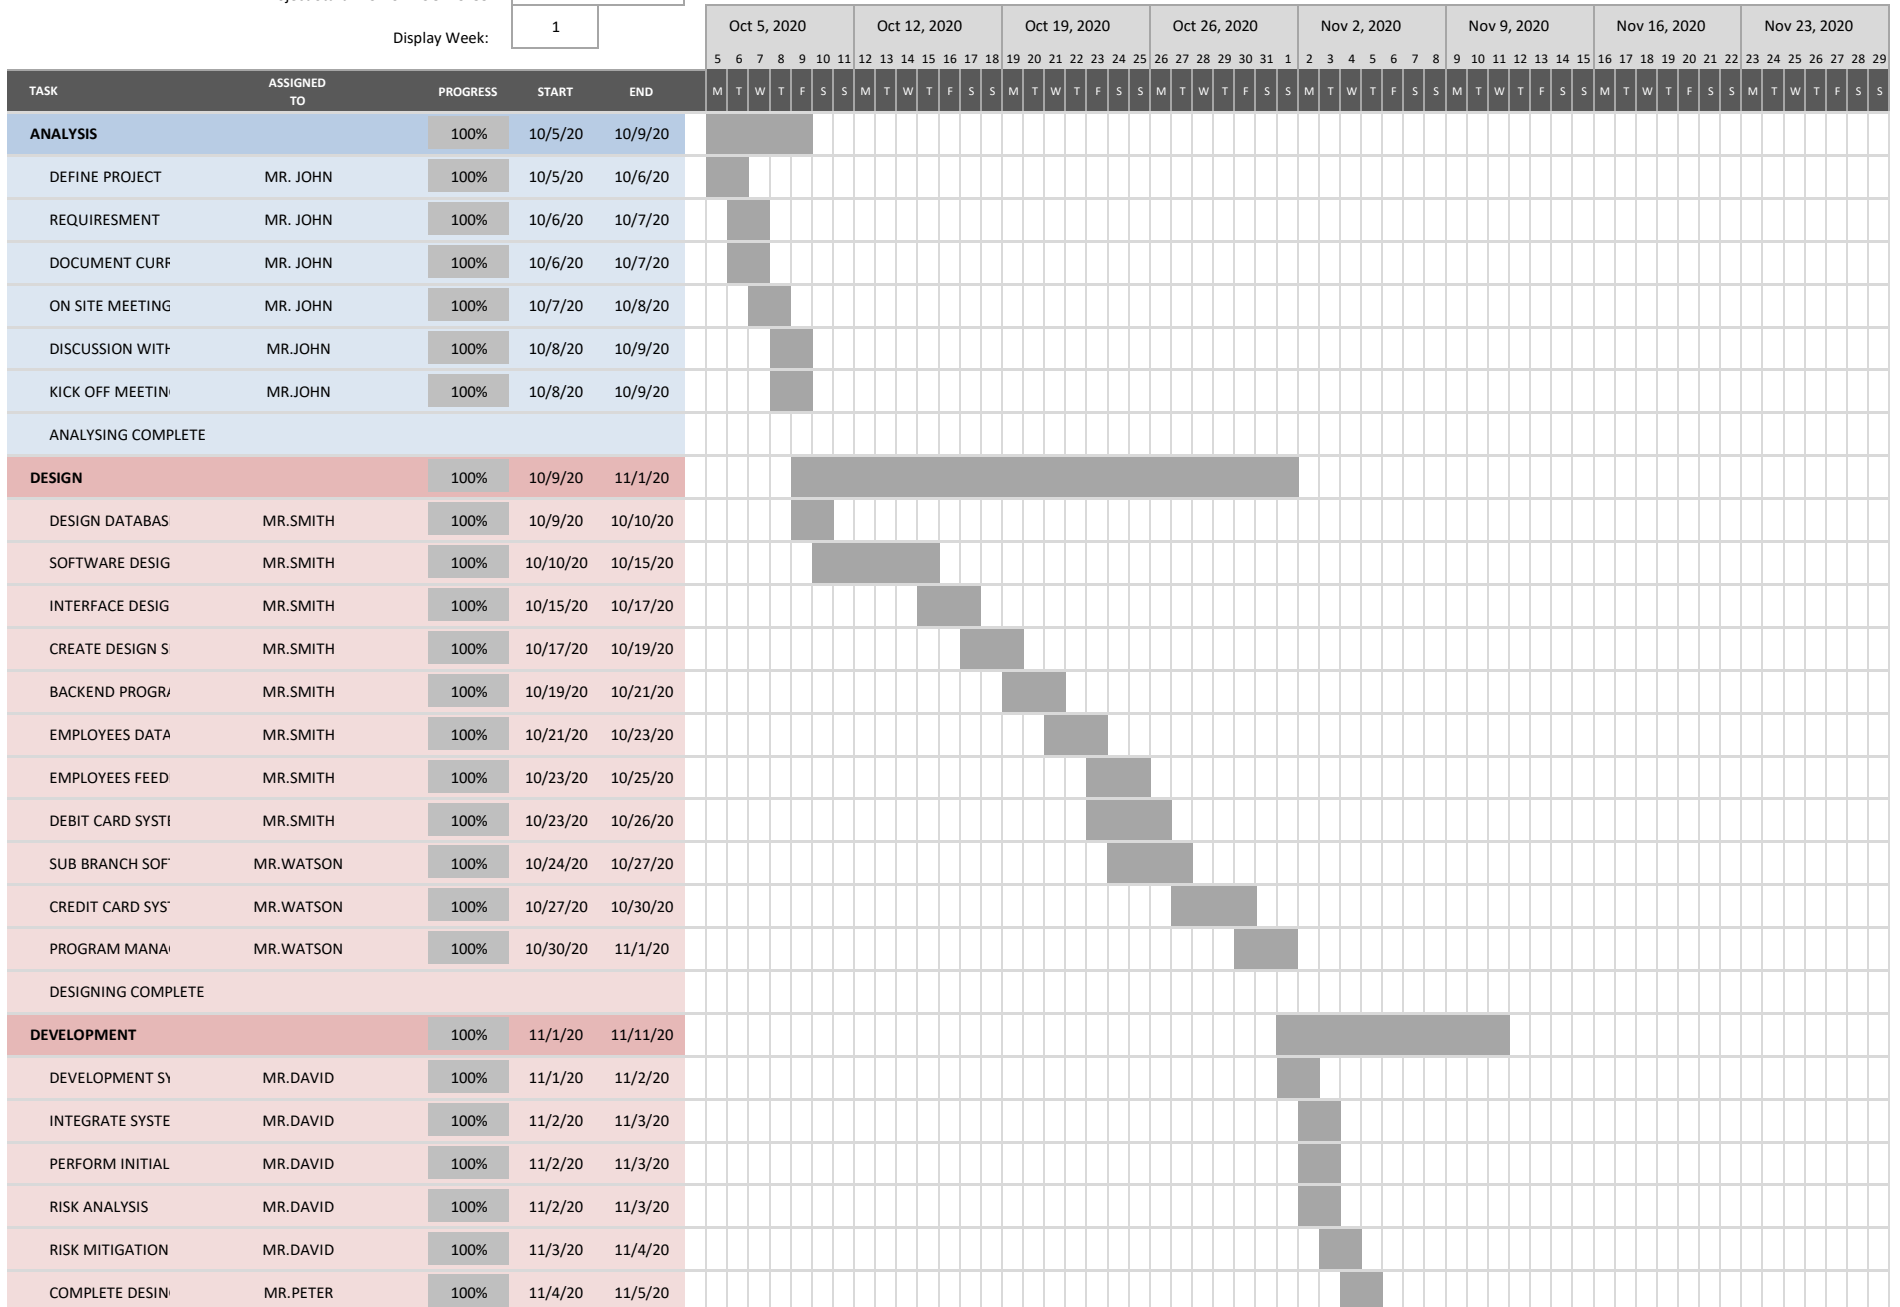 Display Week:
1
Oct 5, 2020 Oct 12, 2020 Oct 19, 2020 Oct 26, 2020 Nov 2, 2020 Nov 9, 2020 Nov 16, 2020 Nov 23, 2020
5 6 7 8 9 10 11 12 13 14 15 16 17 18 19 20 21 22 23 24 25 26 27 28 29 30 31 1 2 3 4 5 6 7 8 9 10 11 12 13 14 15 16 17 18 19 20 21 22 23 24 25 26 27 28 29
TASK ASSIGNED TO PROGRESS START END M T W T F S S M T W T F S S M T W T F S S M T W T F S S M T W T F S S M T W T F S S M T W T F S S M T W T F S S
ANALYSIS 100% 10/5/20 10/9/20
DEFINE PROJECT MR. JOHN 100% 10/5/20 10/6/20
REQUIRESMENT MR. JOHN 100% 10/6/20 10/7/20
DOCUMENT CURR MR. JOHN 100% 10/6/20 10/7/20
ON SITE MEETING MR. JOHN 100% 10/7/20 10/8/20
DISCUSSION WITH MR.JOHN 100% 10/8/20 10/9/20
KICK OFF MEETIN MR.JOHN 100% 10/8/20 10/9/20
ANALYSING COMPLETE
DESIGN 100% 10/9/20 11/1/20
DESIGN DATABAS MR.SMITH 100% 10/9/20 10/10/20
SOFTWARE DESIG MR.SMITH 100% 10/10/20 10/15/20
INTERFACE DESIG MR.SMITH 100% 10/15/20 10/17/20
CREATE DESIGN S MR.SMITH 100% 10/17/20 10/19/20
BACKEND PROGRA MR.SMITH 100% 10/19/20 10/21/20
EMPLOYEES DATA MR.SMITH 100% 10/21/20 10/23/20
EMPLOYEES FEED MR.SMITH 100% 10/23/20 10/25/20
DEBIT CARD SYSTE MR.SMITH 100% 10/23/20 10/26/20
SUB BRANCH SOF MR.WATSON 100% 10/24/20 10/27/20
CREDIT CARD SYS MR.WATSON 100% 10/27/20 10/30/20
PROGRAM MANA MR.WATSON 100% 10/30/20 11/1/20
DESIGNING COMPLETE
DEVELOPMENT 100% 11/1/20 11/11/20
DEVELOPMENT SY MR.DAVID 100% 11/1/20 11/2/20
INTEGRATE SYSTE MR.DAVID 100% 11/2/20 11/3/20
PERFORM INITIAL MR.DAVID 100% 11/2/20 11/3/20
RISK ANALYSIS MR.DAVID 100% 11/2/20 11/3/20
RISK MITIGATION MR.DAVID 100% 11/3/20 11/4/20
COMPLETE DESIN MR.PETER 100% 11/4/20 11/5/20